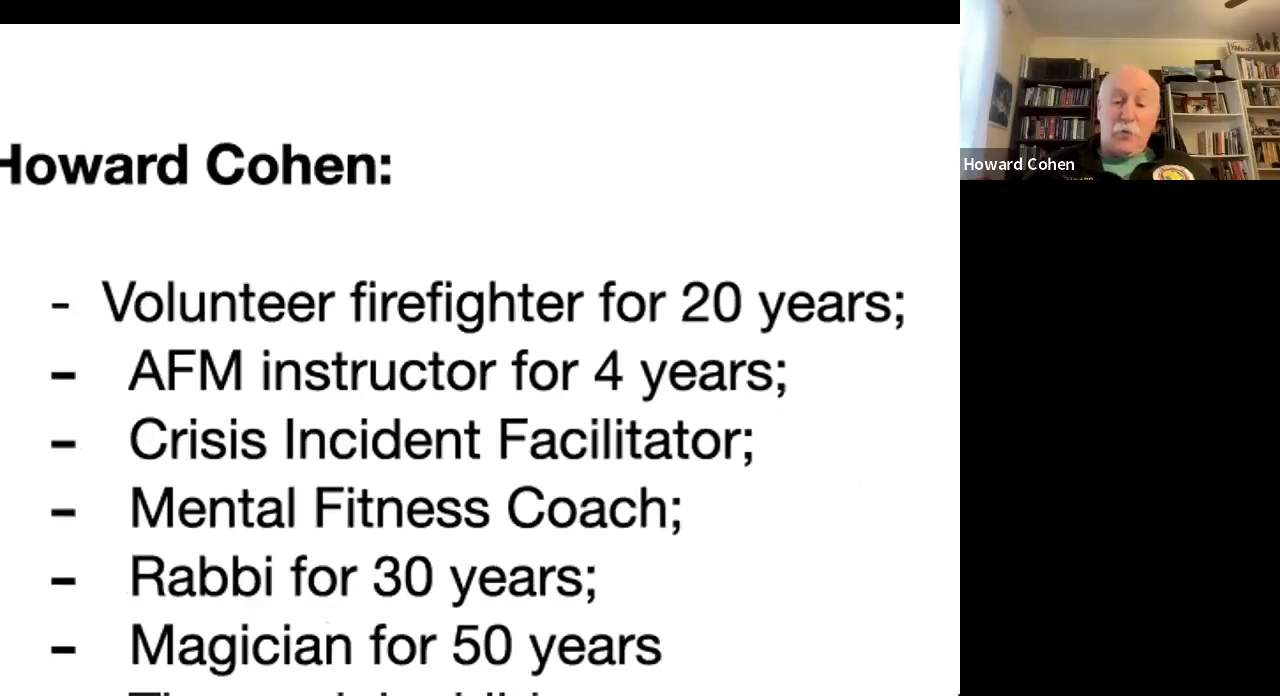 Howard Cohen:
- Volunteer firefighter for 20 years;
- AFM instructor for 4 years;
- Crisis Incident Facilitator;
- Mental Fitness Coach;
- Rabbi for 30 years;
- Magician for 50 years
Howard Cohen